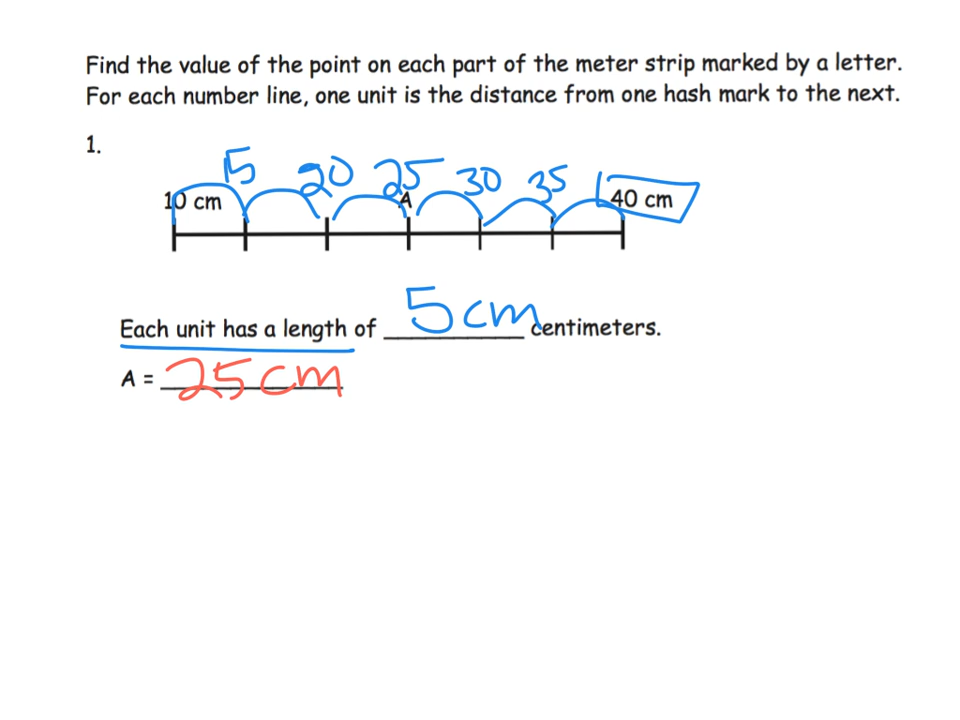 Find the value of the point on each part of the meter strip marked by a letter.
For each number line, one unit is the distance from one hash mark to the next.
1.
15 20 25 30 35
10 cm A 40 cm
Each unit has a length of 5cm centimeters.
A = 25cm